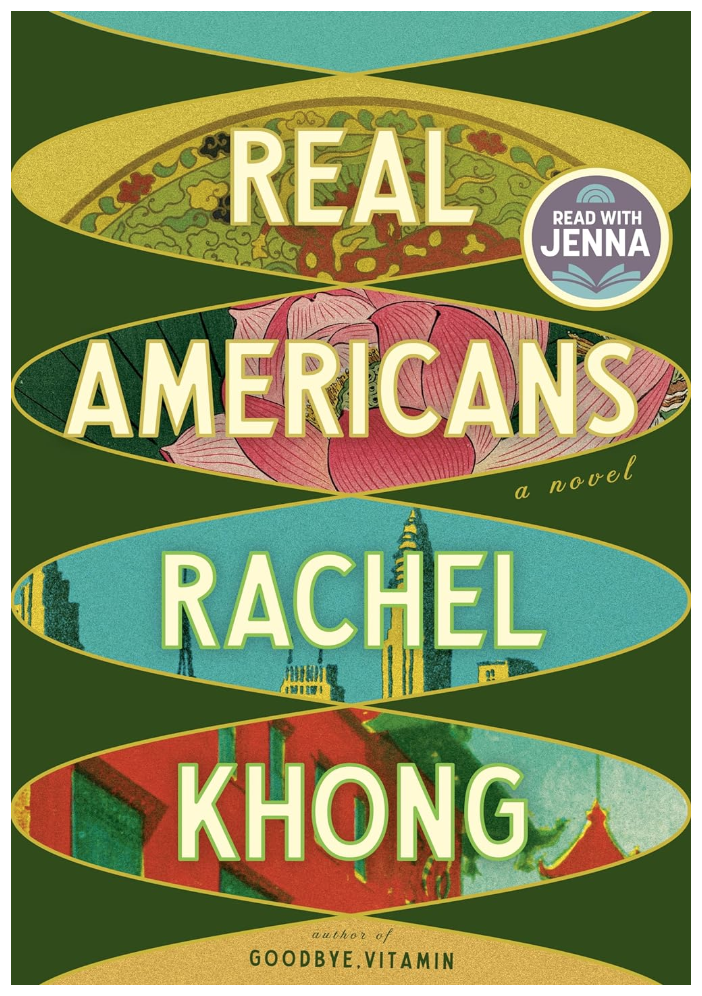 REAL
READ WITH
JENNA
AMERICANS
a novel
RACHEL
KHONG
author of
GOODBYE, VITAMIN